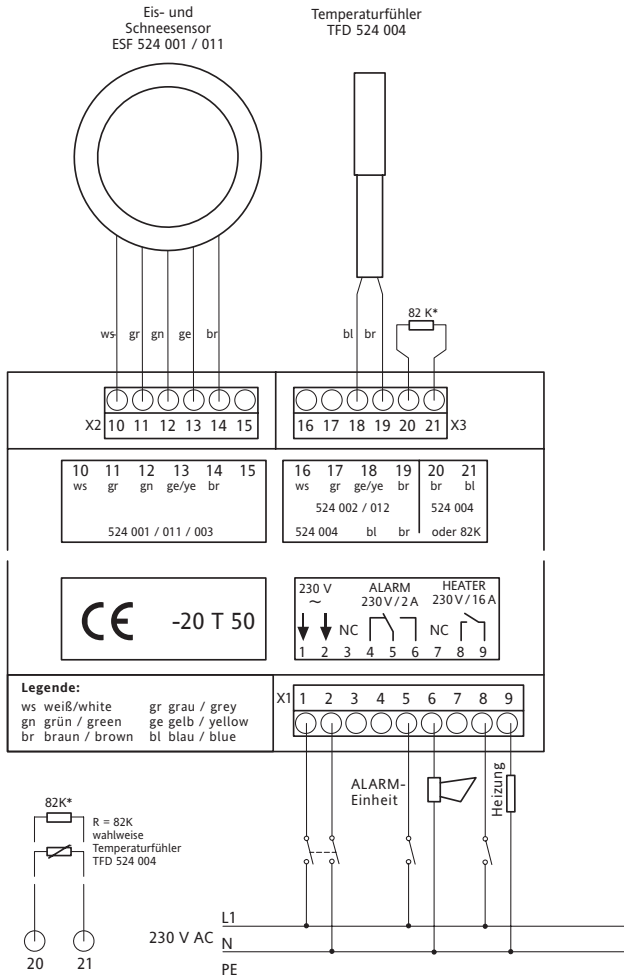 Eis- und
Schneesensor
ESF 524 001 / 011
Temperaturfühler
TFD 524 004
ws gr gn ge br
bl br
82 K*
X2 10 11 12 13 14 15
16 17 18 19 20 21 X3
10 11 12 13 14 15
ws gr gn ge/ye br
524 001 / 011 / 003
16 17 18 19 20 21
ws gr ge/ye br br bl
524 002 / 012 524 004
524 004 bl br oder 82K
CE -20 T 50
230 V ALARM HEATER
~ 230 V / 2 A 230 V / 16 A
NC NC
1 2 3 4 5 6 7 8 9
Legende:
ws weiß/white gr grau / grey
gn grün / green ge gelb / yellow
br braun / brown bl blau / blue
X1 1 2 3 4 5 6 7 8 9
ALARM-
Einheit
Heizung
82K*
R = 82K
wahlweise
Temperaturfühler
TFD 524 004
20 21
L1
230 V AC N
PE